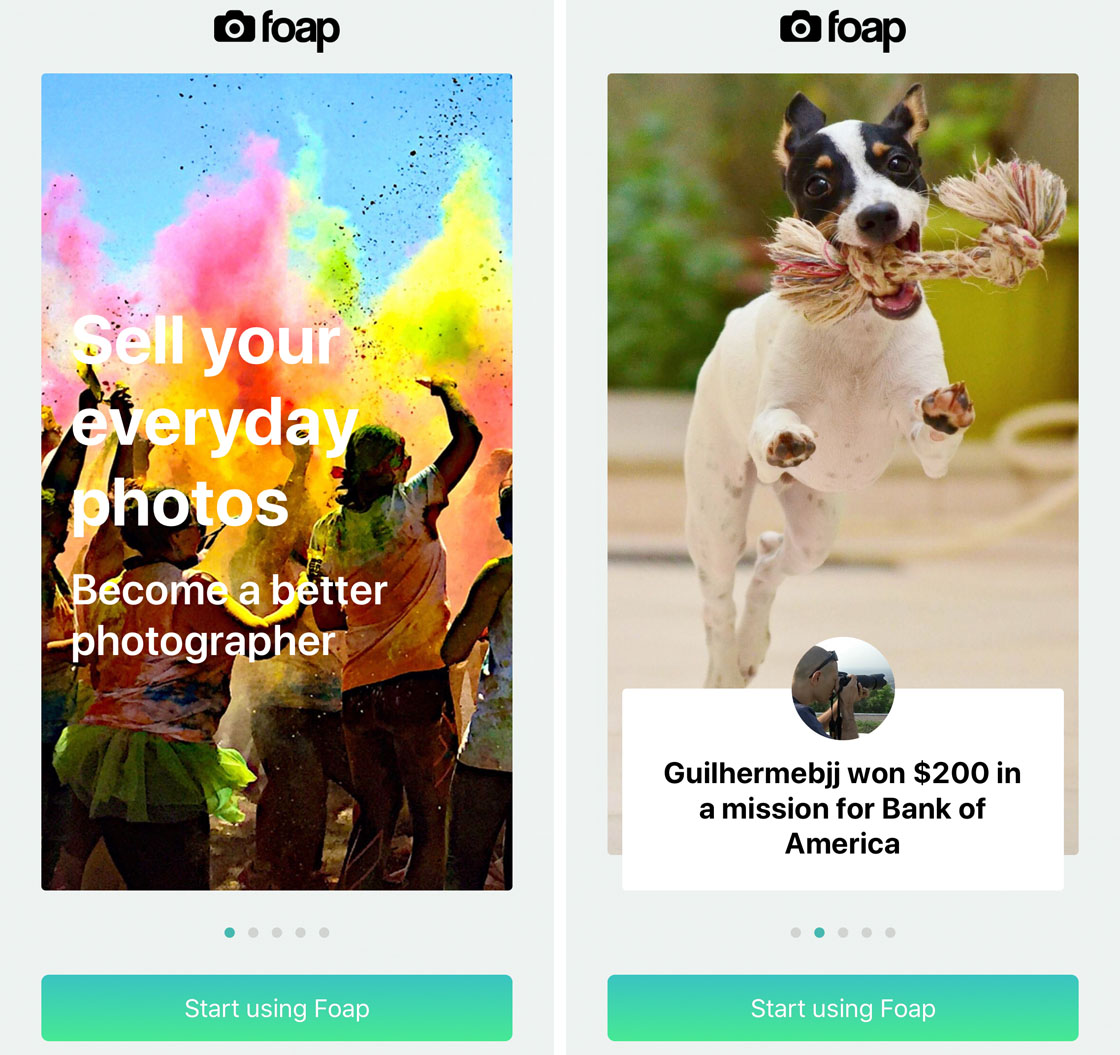 foap
Sell your
everyday
photos
Become a better
photographer
Start using Foap
foap
Guilhermebjj won $200 in
a mission for Bank of
America
Start using Foap